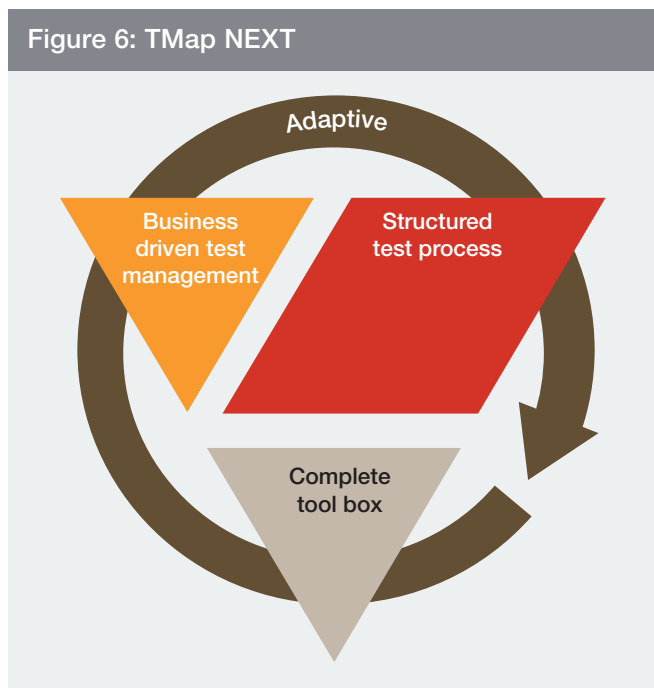 Figure 6: TMap NEXT
Adaptive
Business
driven test
management
Structured
test process
Complete
tool box